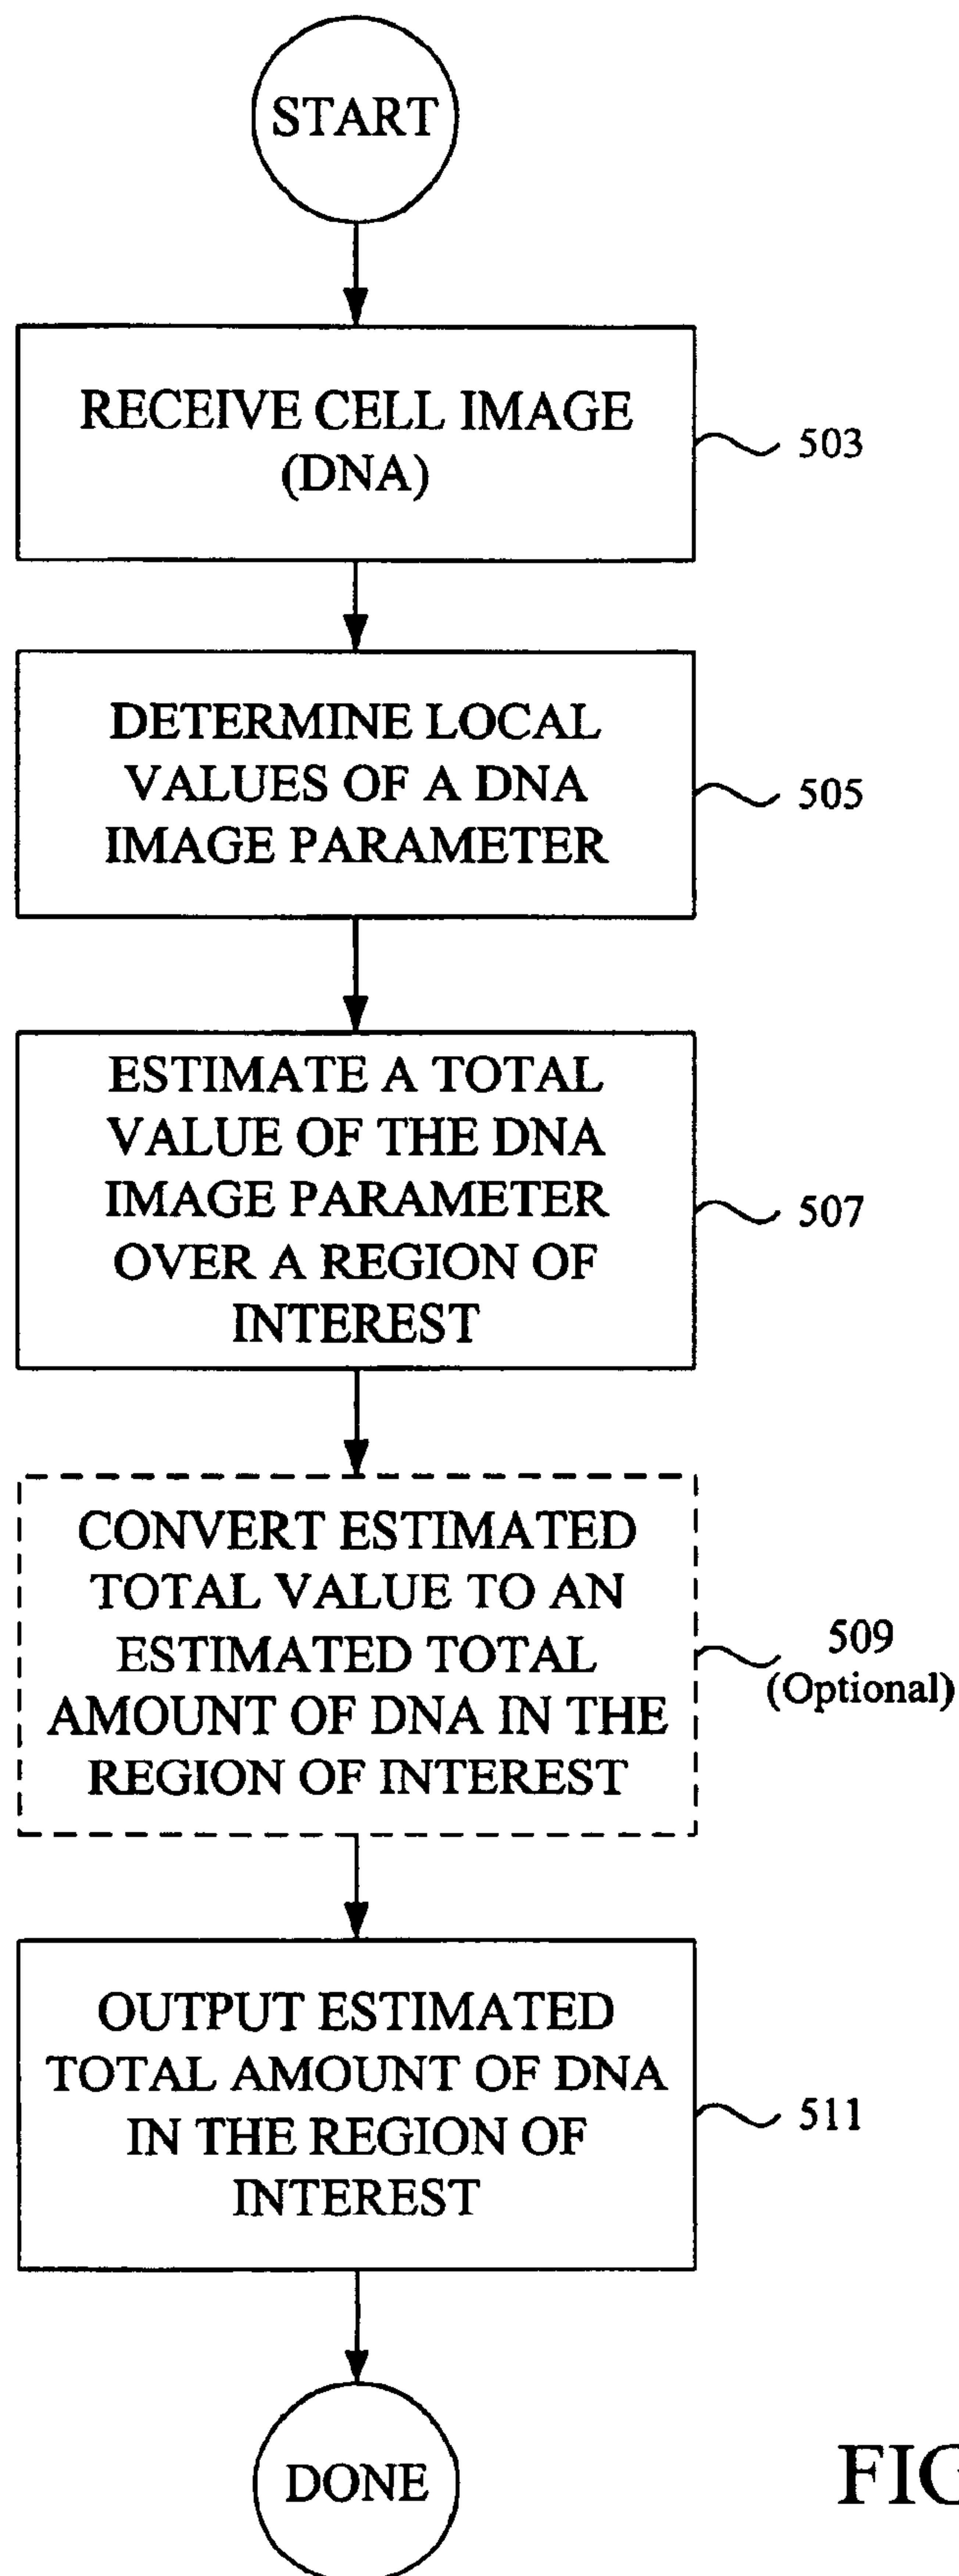 START
RECEIVE CELL IMAGE
(DNA)
503
DETERMINE LOCAL
VALUES OF A DNA
IMAGE PARAMETER
505
ESTIMATE A TOTAL
VALUE OF THE DNA
IMAGE PARAMETER
OVER A REGION OF
INTEREST
507
CONVERT ESTIMATED
TOTAL VALUE TO AN
ESTIMATED TOTAL
AMOUNT OF DNA IN THE
REGION OF INTEREST
509
(Optional)
OUTPUT ESTIMATED
TOTAL AMOUNT OF DNA
IN THE REGION OF
INTEREST
511
DONE